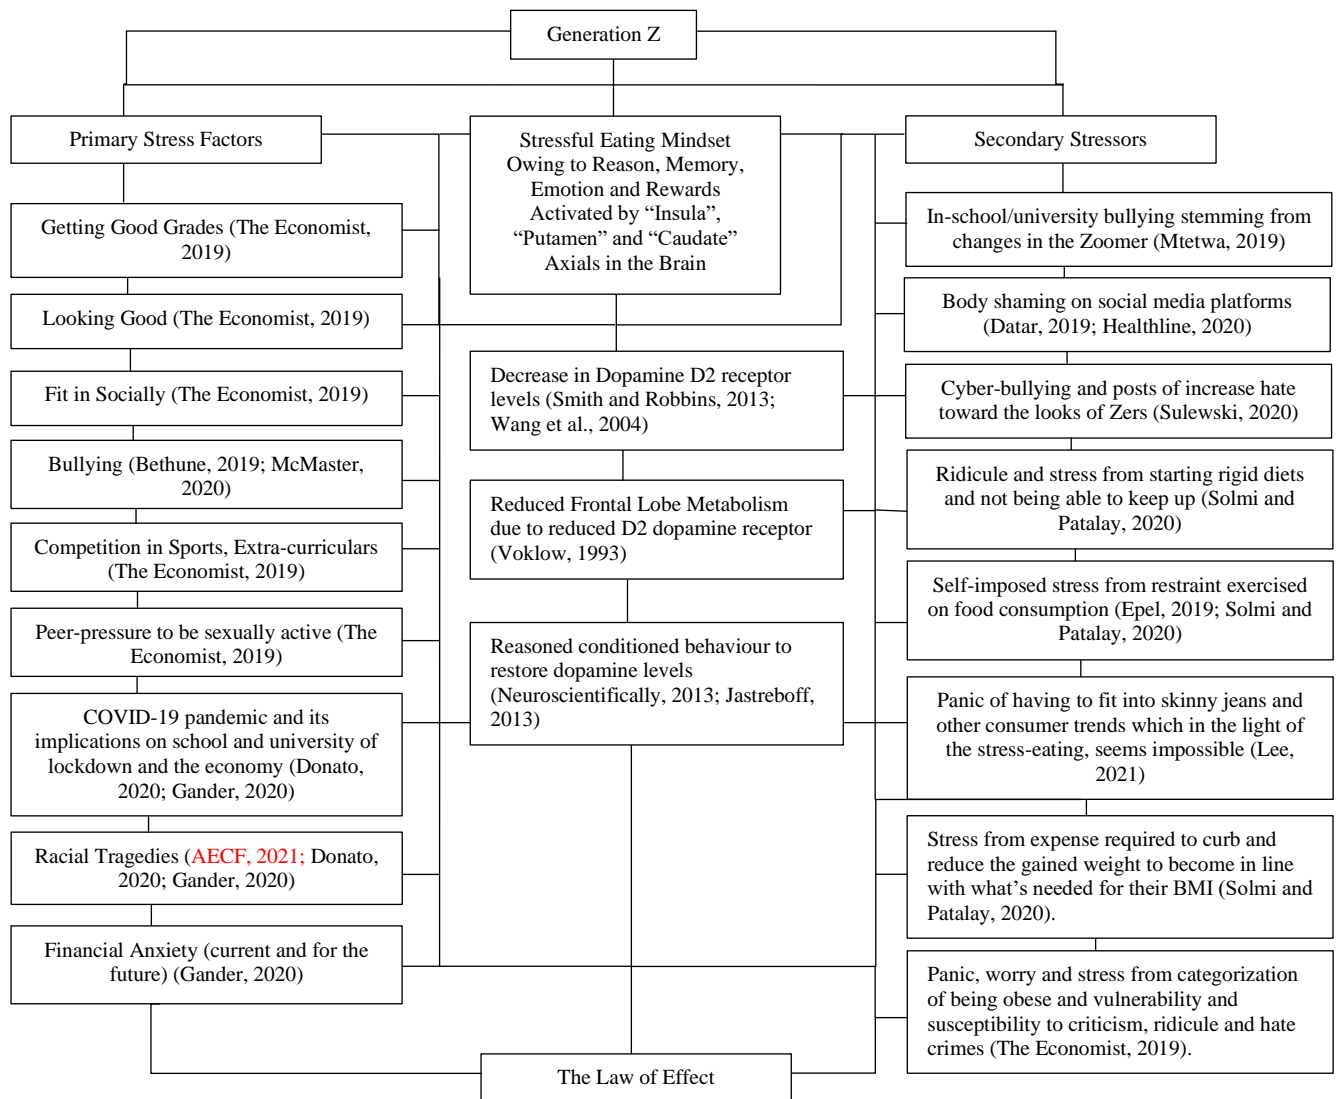 Generation Z
Primary Stress Factors
Getting Good Grades (The Economist,
2019)
Looking Good (The Economist, 2019)
Fit in Socially (The Economist, 2019)
Bullying (Bethune, 2019; McMaster,
2020)
Competition in Sports, Extra-curriculars
(The Economist, 2019)
Peer-pressure to be sexually active (The
Economist, 2019)
COVID-19 pandemic and its
implications on school and university of
lockdown and the economy (Donato,
2020; Gander, 2020)
Racial Tragedies (AECF, 2021; Donato,
2020; Gander, 2020)
Financial Anxiety (current and for the
future) (Gander, 2020)
Stressful Eating Mindset
Owing to Reason, Memory,
Emotion and Rewards
Activated by “Insula”,
“Putamen” and “Caudate”
Axials in the Brain
Decrease in Dopamine D2 receptor
levels (Smith and Robbins, 2013;
Wang et al., 2004)
Reduced Frontal Lobe Metabolism
due to reduced D2 dopamine receptor
(Voklow, 1993)
Reasoned conditioned behaviour to
restore dopamine levels
(Neuroscientifically, 2013; Jastreboff,
2013)
Secondary Stressors
In-school/university bullying stemming from
changes in the Zoomer (Mtetwa, 2019)
Body shaming on social media platforms
(Datar, 2019; Healthline, 2020)
Cyber-bullying and posts of increase hate
toward the looks of Zers (Sulewski, 2020)
Ridicule and stress from starting rigid diets
and not being able to keep up (Solmi and
Patalay, 2020)
Self-imposed stress from restraint exercised
on food consumption (Epel, 2019; Solmi and
Patalay, 2020)
Panic of having to fit into skinny jeans and
other consumer trends which in the light of
the stress-eating, seems impossible (Lee,
2021)
Stress from expense required to curb and
reduce the gained weight to become in line
with what’s needed for their BMI (Solmi and
Patalay, 2020).
Panic, worry and stress from categorization
of being obese and vulnerability and
susceptibility to criticism, ridicule and hate
crimes (The Economist, 2019).
The Law of Effect